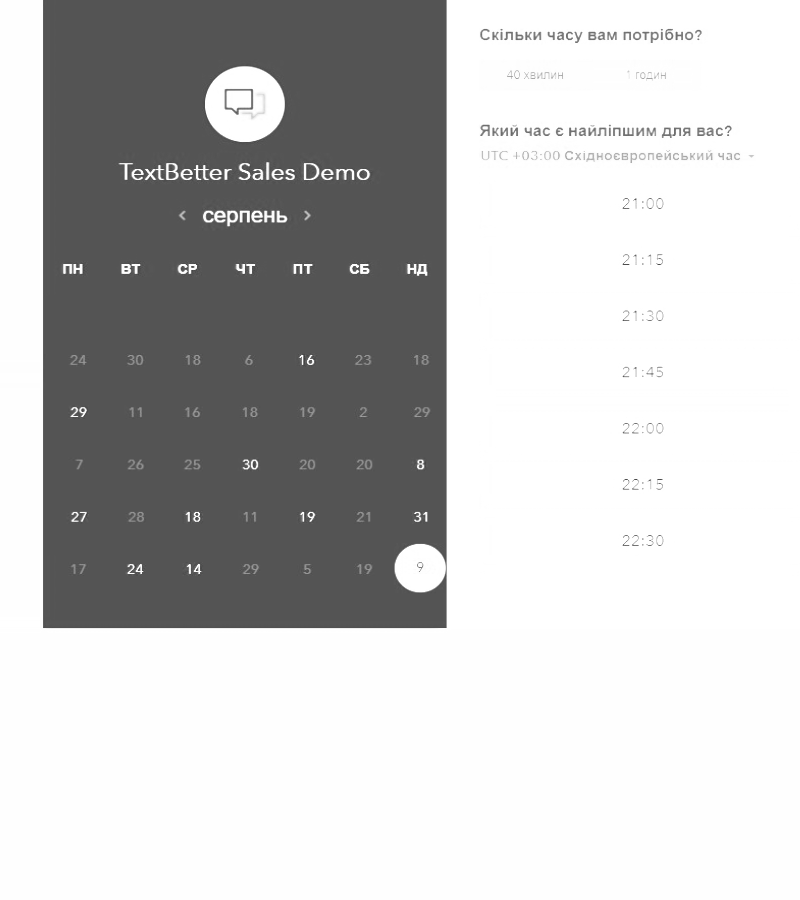 TextBetter Sales Demo
серпень
ПН ВТ СР ЧТ ПТ СБ НД
24 30 18 6 16 23 18
29 11 16 18 19 2 29
7 26 25 30 20 20 8
27 28 18 11 19 21 31
17 24 14 29 5 19 9
Скільки часу вам потрібно?
40 хвилин 1 годин
Який час є найліпшим для вас?
UTC +03:00 Східноєвропейський час
21:00
21:15
21:30
21:45
22:00
22:15
22:30